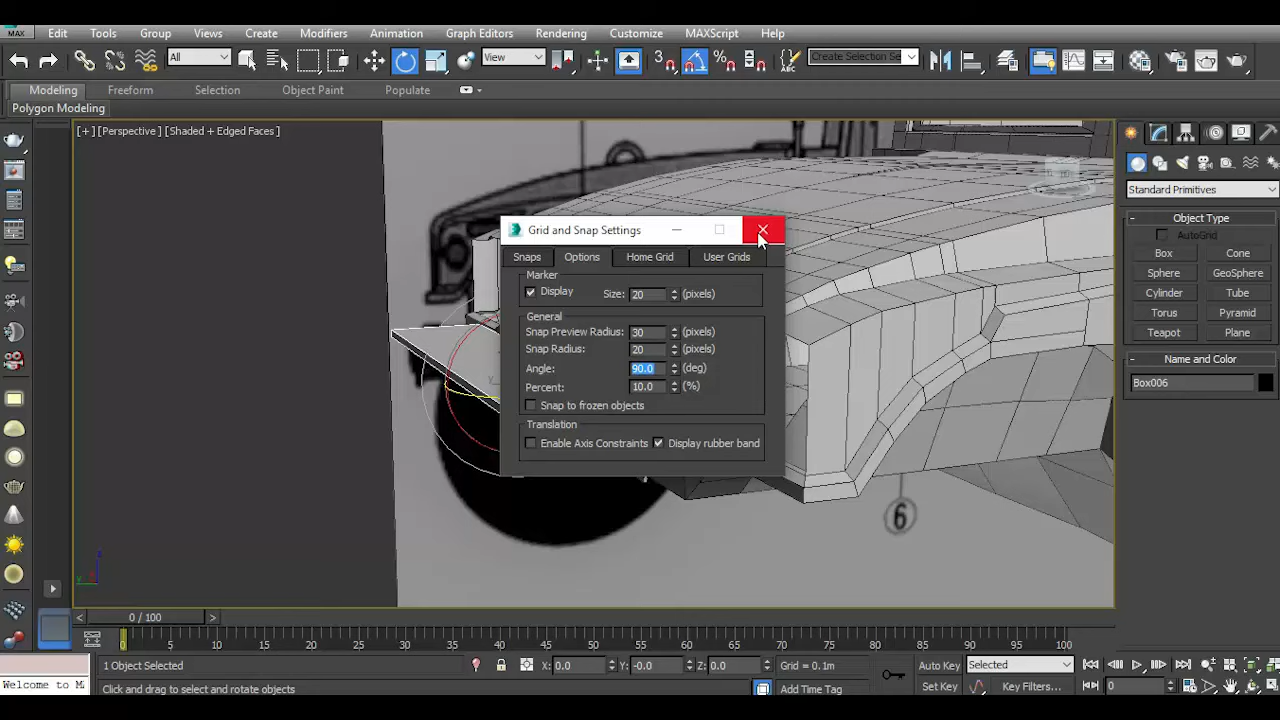 MAX Edit Tools Group Views Create Modifiers Animation Graph Editors Rendering Customize MAXScript Help
All View 3 % ABC Create Selection Se
Modeling Freeform Selection Object Paint Populate
Polygon Modeling
[+] [Perspective] [Shaded + Edged Faces]
Standard Primitives
Object Type
AutoGrid
Box Cone
Sphere GeoSphere
Cylinder Tube
Torus Pyramid
Teapot Plane
Name and Color
Box006
Grid and Snap Settings
Snaps Options Home Grid User Grids
Marker
Display Size: 20 (pixels)
General
Snap Preview Radius: 30 (pixels)
Snap Radius: 20 (pixels)
Angle: 90.0 (deg)
Percent: 10.0 (%)
Snap to frozen objects
Translation
Enable Axis Constraints Display rubber band
6
z
y
0 / 100
0 5 10 15 20 25 30 35 40 45 50 55 60 65 70 75 80 85 90 95 100
1 Object Selected X: 0.0 Y: -0.0 Z: 0.0 Grid = 0.1m Auto Key Selected
Welcome to M
Click and drag to select and rotate objects Add Time Tag Set Key Key Filters... 0